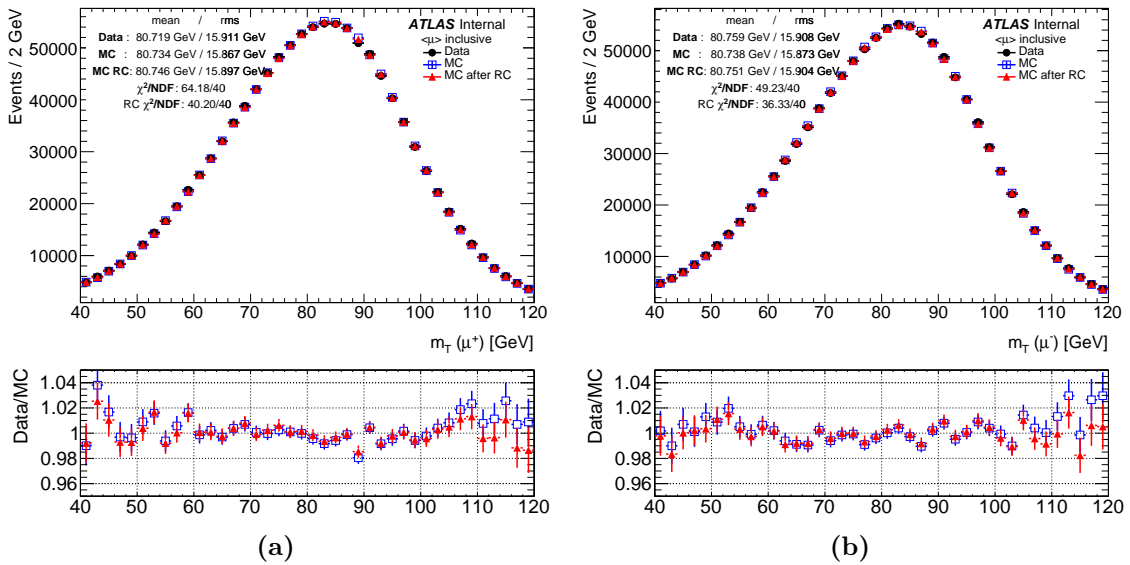 mean / rms
Data : 80.719 GeV / 15.911 GeV
MC : 80.734 GeV / 15.867 GeV
MC RC : 80.746 GeV / 15.897 GeV
χ²/NDF : 64.18/40
RC χ²/NDF : 40.20/40
ATLAS Internal
<μ> inclusive
Data
MC
MC after RC
Events / 2 GeV
50000
40000
30000
20000
10000
40 50 60 70 80 90 100 110 120
m_T (μ⁺) [GeV]
Data/MC
1.04
1.02
1
0.98
0.96
40 50 60 70 80 90 100 110 120
(a)
mean / rms
Data : 80.759 GeV / 15.908 GeV
MC : 80.738 GeV / 15.873 GeV
MC RC : 80.751 GeV / 15.904 GeV
χ²/NDF : 49.23/40
RC χ²/NDF : 36.33/40
ATLAS Internal
<μ> inclusive
Data
MC
MC after RC
Events / 2 GeV
50000
40000
30000
20000
10000
40 50 60 70 80 90 100 110 120
m_T (μ⁻) [GeV]
Data/MC
1.04
1.02
1
0.98
0.96
40 50 60 70 80 90 100 110 120
(b)